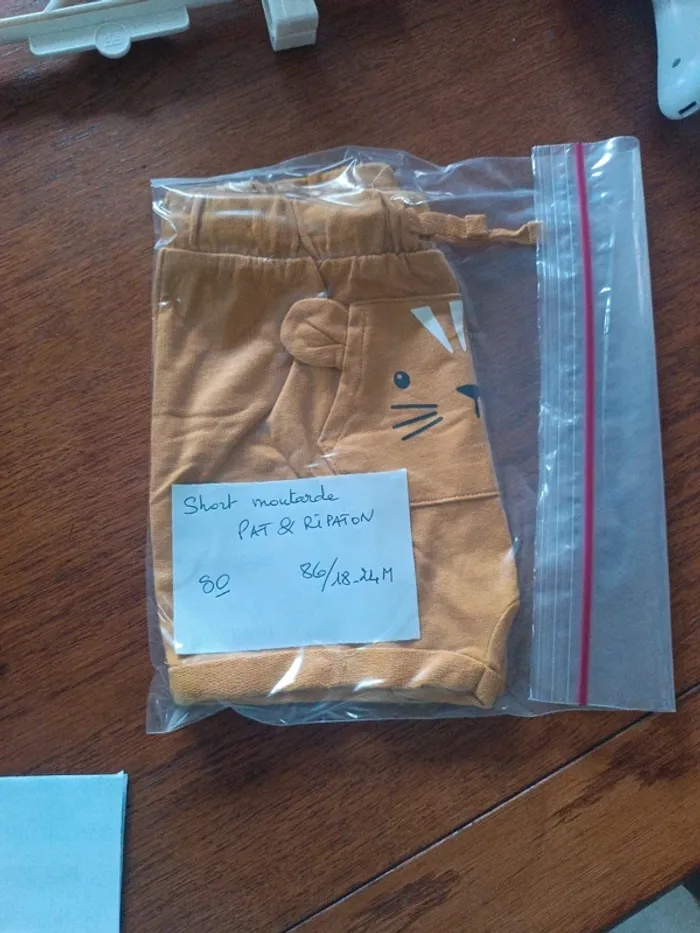 Short moutarde
PAT & RIPATON
80 86/18-24M